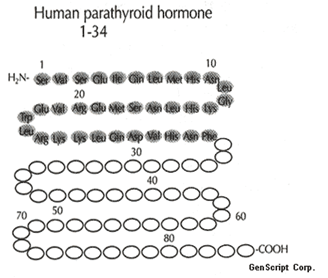 Human parathyroid hormone
1-34
1 10
H₂N- Ser Val Ser Glu Ile Gln Leu Met His Asn
Leu
20 Gly
Glu Val Arg Glu Met Ser Asn Leu His Lys
Trp
Leu
Arg Lys Lys Leu Gln Asp Val His Asn Phe
30
40
70 50 60
80
-COOH
GenScript Corp.